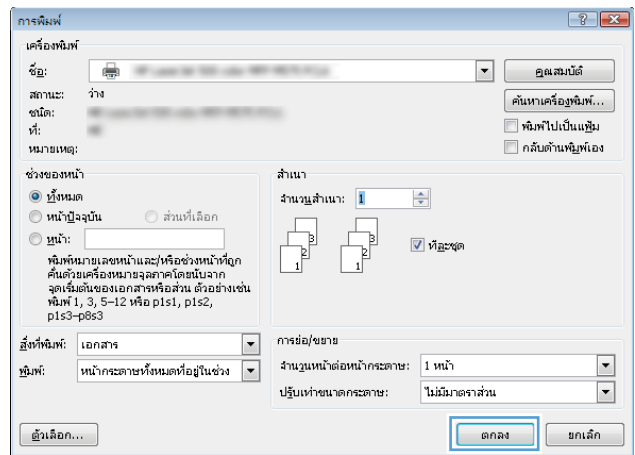 การพิมพ์
เครื่องพิมพ์
ชื่อ:
คุณสมบัติ
สถานะ: ว่าง
ชนิด:
ค้นหาเครื่องพิมพ์...
ที่:
พิมพ์ไปเป็นแฟ้ม
หมายเหตุ:
กลับด้านพิมพ์เอง
ช่วงของหน้า
ทั้งหมด
หน้าปัจจุบัน ส่วนที่เลือก
หน้า:
พิมพ์หมายเลขหน้าและ/หรือช่วงหน้าที่ถูก
คั่นด้วยเครื่องหมายจุลภาคโดยนับจาก
จุดเริ่มต้นของเอกสารหรือส่วน ตัวอย่างเช่น
พิมพ์ 1, 3, 5–12 หรือ p1s1, p1s2,
p1s3–p8s3
สำเนา
จำนวนสำเนา: 1
1 2 3
1 2 3
ทีละชุด
สิ่งที่พิมพ์: เอกสาร
พิมพ์: หน้ากระดาษทั้งหมดที่อยู่ในช่วง
การย่อ/ขยาย
จำนวนหน้าต่อหน้ากระดาษ: 1 หน้า
ปรับเท่าขนาดกระดาษ: ไม่มีมาตราส่วน
ตัวเลือก...
ตกลง
ยกเลิก